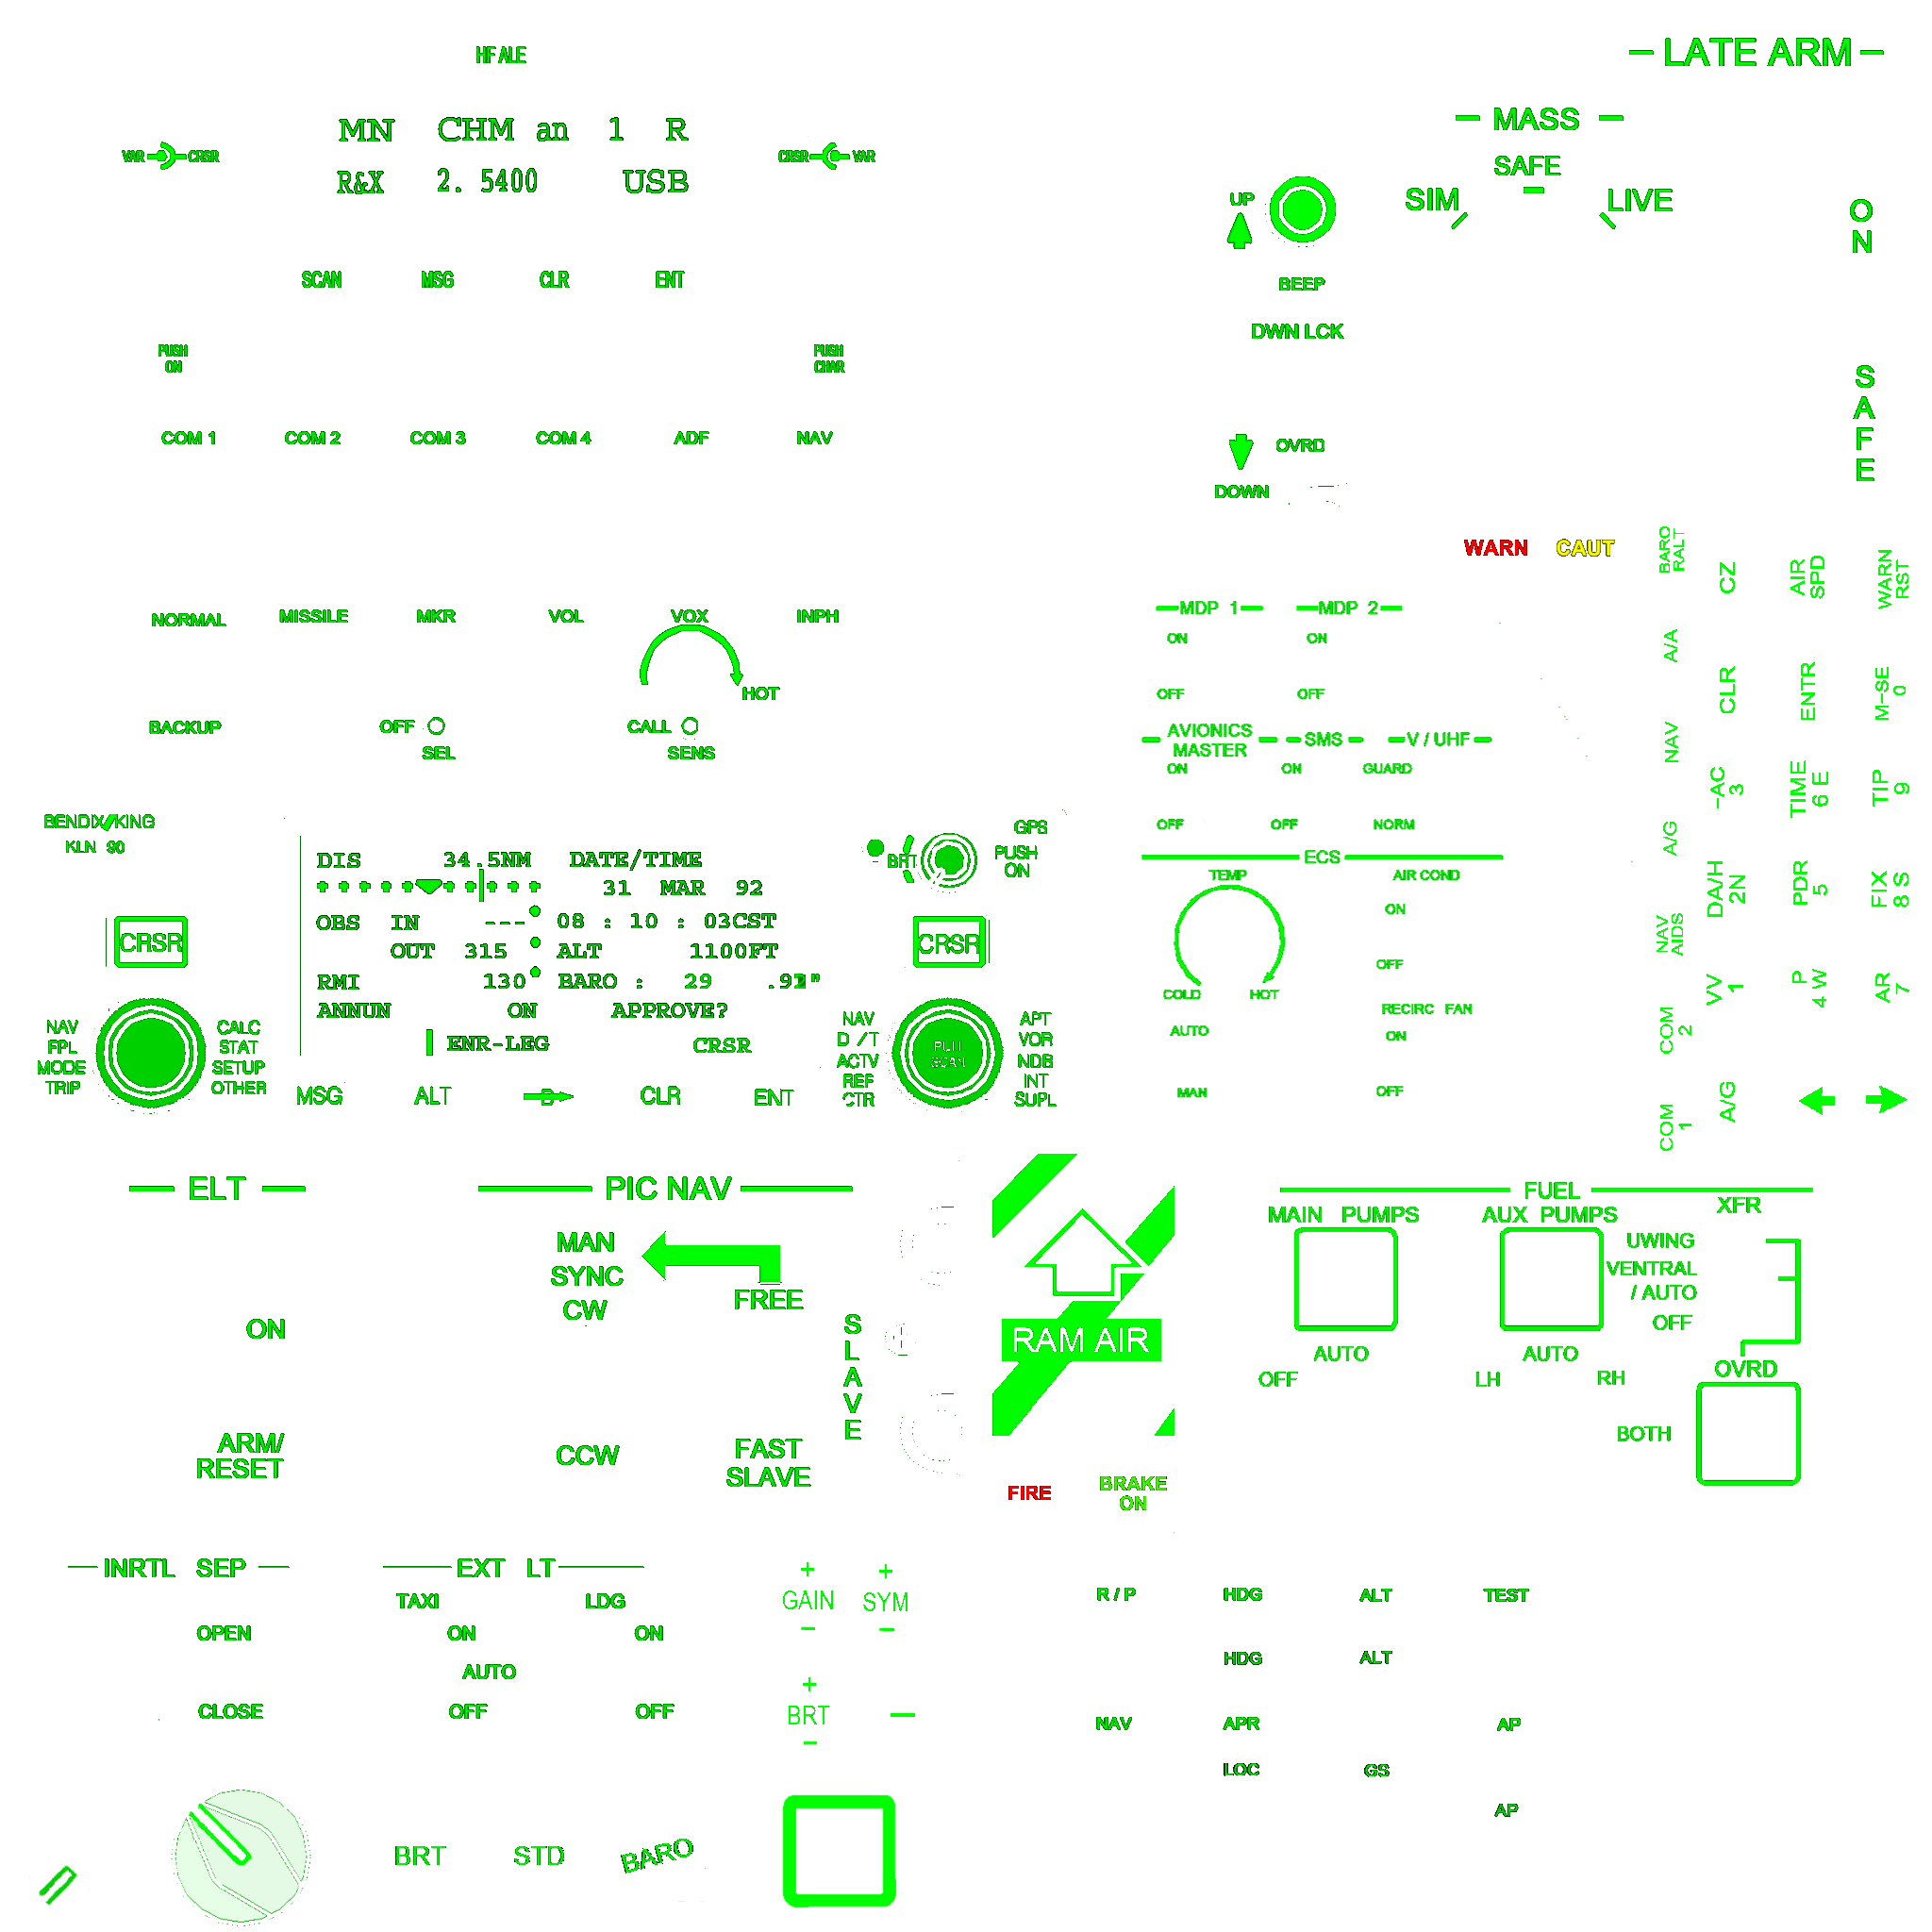 HF ALE
MN CHM an 1 R
VAR CRSR
CRSR VAR
R&X 2. 5400 USB
SCAN MSG CLR ENT
PUSH
ON
PUSH
CHAR
COM 1 COM 2 COM 3 COM 4 ADF NAV
NORMAL MISSILE MKR VOL VOX INPH
HOT
BACKUP OFF CALL
SEL SENS
LATE ARM
MASS
SAFE
SIM LIVE
UP
BEEP
DWN LCK
OVRD
DOWN
ON
SAFE
WARN CAUT
MDP 1 MDP 2
ON ON
OFF OFF
AVIONICS
MASTER
SMS V / UHF
ON ON GUARD
OFF OFF NORM
ECS
TEMP AIR COND
ON
OFF
COLD HOT
RECIRC FAN
AUTO ON
MAN OFF
BARO
RALT
CZ
AIR
SPD
WARN
RST
A/A
CLR
ENTR
M-SE
0
NAV
-AC
3
TIME
6 E
TIP
9
A/G
DA/H
2N
PDR
5
FIX
8 S
NAV
AIDS
VV
1
P
4 W
AR
7
COM
2
COM
1
A/G
BENDIX/KING
KLN 90
DIS 34.5NM DATE/TIME
31 MAR 92
OBS IN --- 08 : 10 : 03CST
OUT 315 ALT 1100FT
RMI 130 BARO : 29
ANNUN ON APPROVE?
ENR-LEG CRSR
BRT
GPS
PUSH
ON
CRSR
CRSR
NAV
FPL
MODE
TRIP
CALC
STAT
SETUP
OTHER
MSG ALT D CLR ENT
NAV
D /T
ACTV
REF
CTR
SCAN
APT
VOR
NDB
INT
SUPL
ELT
ON
ARM/
RESET
PIC NAV
MAN
SYNC
CW
FREE
SLAVE
CCW
FAST
SLAVE
RAM AIR
FIRE
BRAKE
ON
FUEL
MAIN PUMPS AUX PUMPS XFR
UWING
VENTRAL
/ AUTO
OFF
AUTO AUTO OVRD
OFF LH RH
BOTH
INRTL SEP
OPEN
CLOSE
EXT LT
TAXI LDG
ON ON
AUTO
OFF OFF
+ +
GAIN SYM
- -
+
BRT -
-
R / P HDG ALT TEST
HDG ALT
NAV APR AP
LOC GS
AP
BRT STD BARO